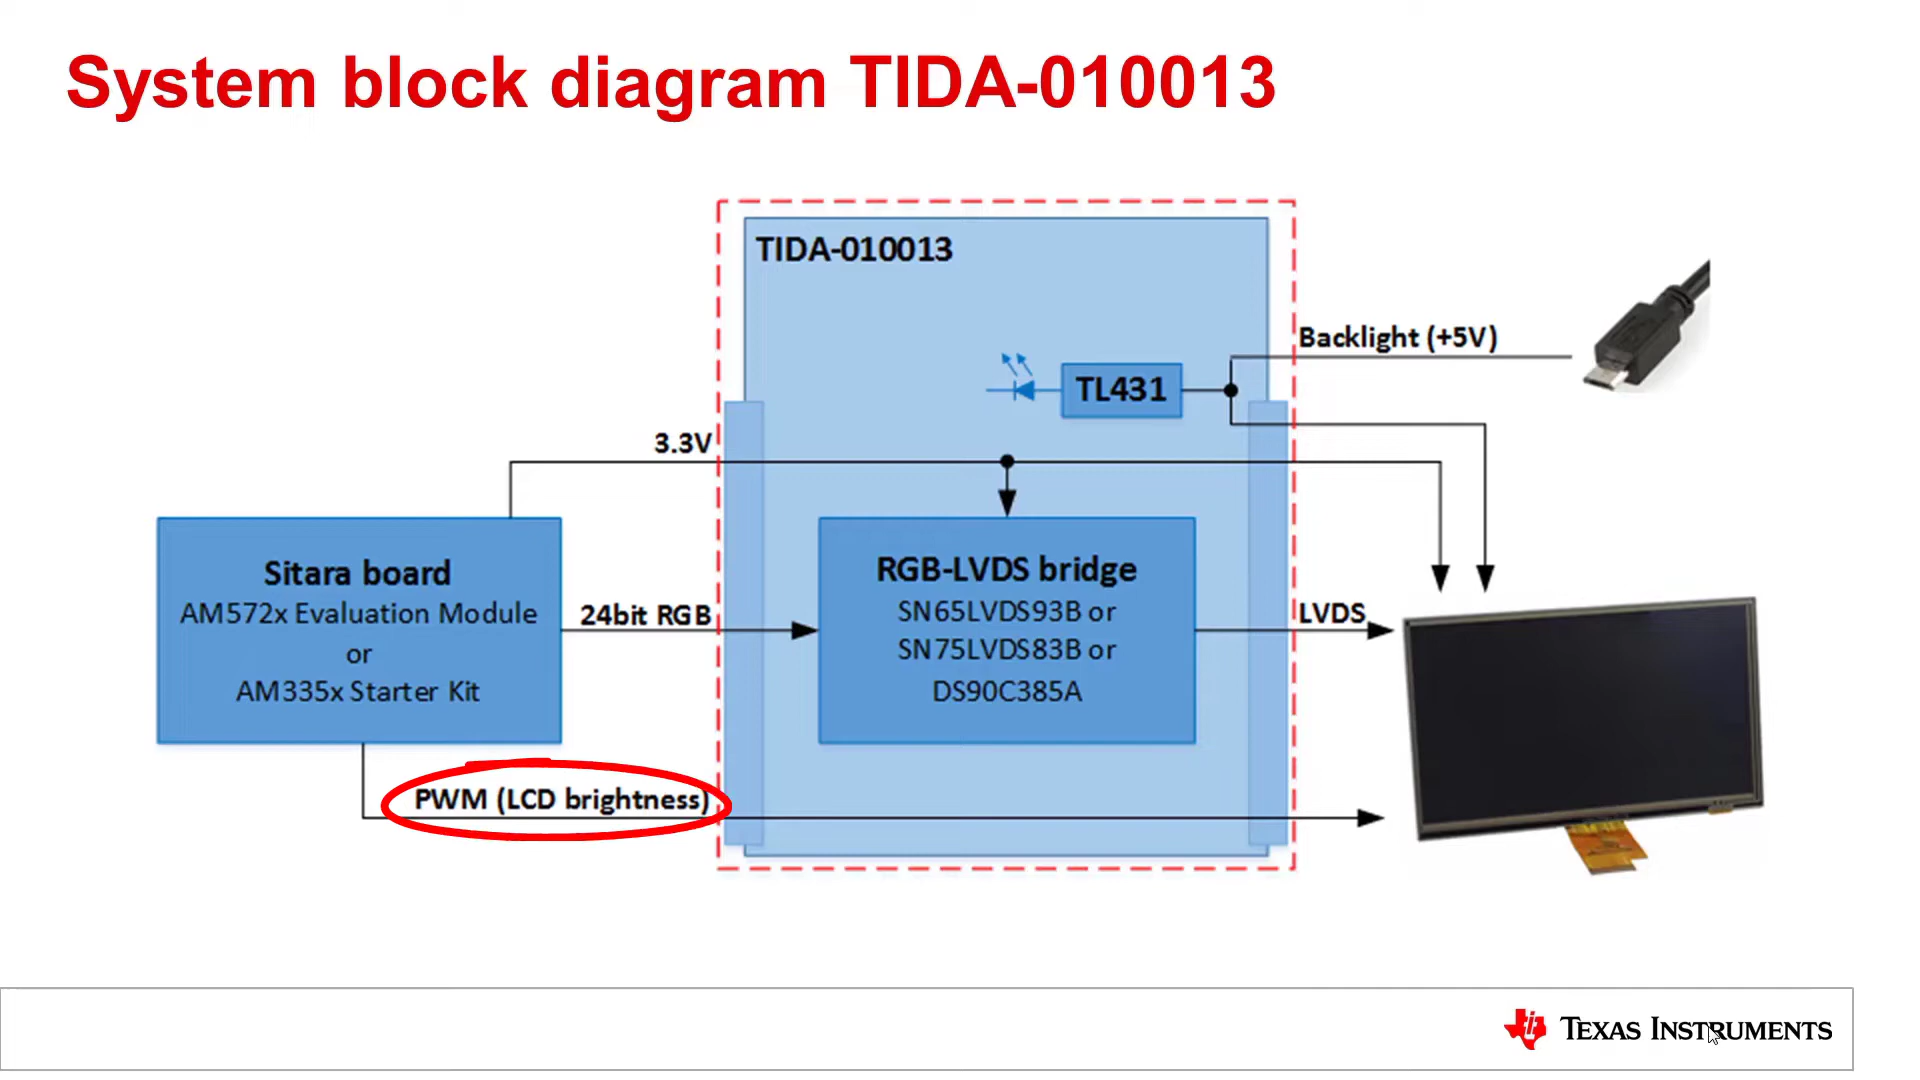 System block diagram TIDA-010013
TIDA-010013
Backlight (+5V)
TL431
3.3V
Sitara board
AM572x Evaluation Module
or
AM335x Starter Kit
24bit RGB
RGB-LVDS bridge
SN65LVDS93B or
SN75LVDS83B or
DS90C385A
LVDS
PWM (LCD brightness)
TEXAS INSTRUMENTS